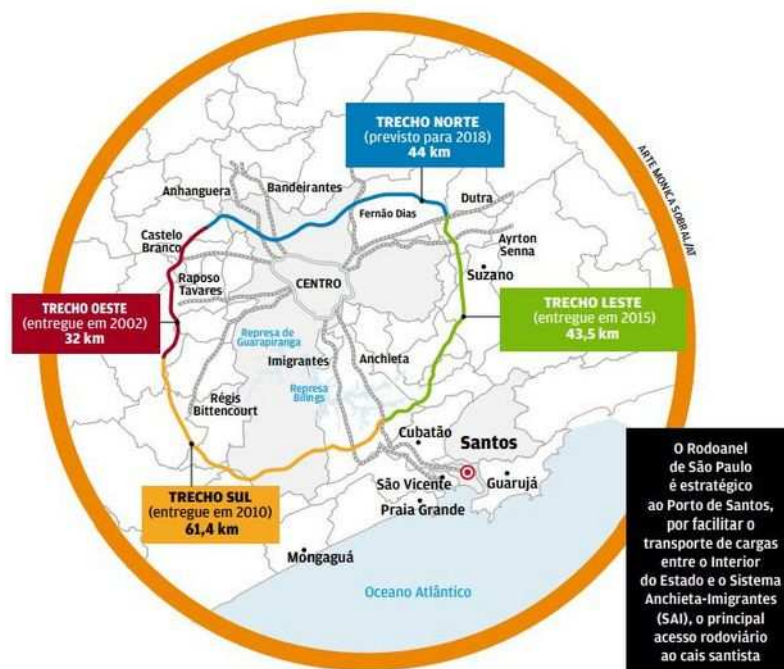 TRECHO NORTE
(previsto para 2018)
44 km
ARTE MONICA SOBRAL/AT
Bandeirantes
Anhanguera
Dutra
Fernão Dias
Castelo
Branco
Ayrton
Senna
Suzano
Raposo
Tavares
CENTRO
TRECHO OESTE
(entregue em 2002)
32 km
TRECHO LESTE
(entregue em 2015)
43,5 km
Represa de
Guarapiranga
Imigrantes
Anchieta
Régis
Bittencourt
Represa
Bilings
Cubatão
Santos
TRECHO SUL
(entregue em 2010)
61,4 km
São Vicente
Guarujá
Praia Grande
Mongaguá
Oceano Atlântico
O Rodoanel
de São Paulo
é estratégico
ao Porto de Santos,
por facilitar o
transporte de cargas
entre o Interior
do Estado e o Sistema
Anchieta-Imigrantes
(SAI), o principal
acesso rodoviário
ao cais santista